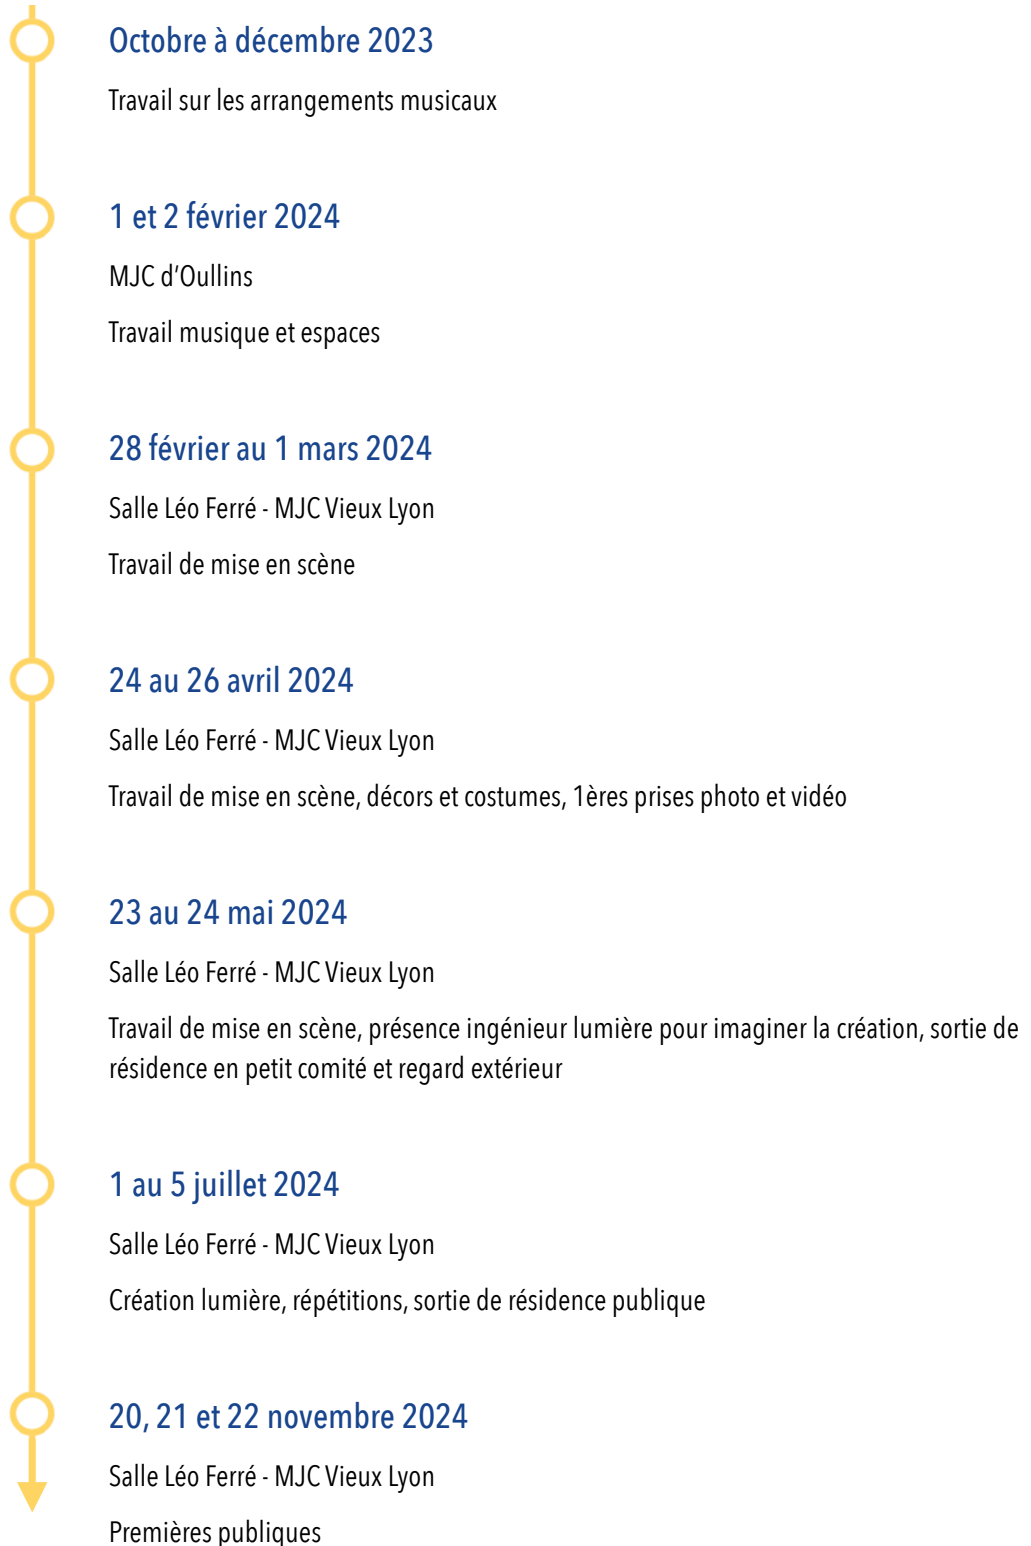 Octobre à décembre 2023
Travail sur les arrangements musicaux
1 et 2 février 2024
MJC d’Oullins
Travail musique et espaces
28 février au 1 mars 2024
Salle Léo Ferré - MJC Vieux Lyon
Travail de mise en scène
24 au 26 avril 2024
Salle Léo Ferré - MJC Vieux Lyon
Travail de mise en scène, décors et costumes, 1ères prises photo et vidéo
23 au 24 mai 2024
Salle Léo Ferré - MJC Vieux Lyon
Travail de mise en scène, présence ingénieur lumière pour imaginer la création, sortie de
résidence en petit comité et regard extérieur
1 au 5 juillet 2024
Salle Léo Ferré - MJC Vieux Lyon
Création lumière, répétitions, sortie de résidence publique
20, 21 et 22 novembre 2024
Salle Léo Ferré - MJC Vieux Lyon
Premières publiques